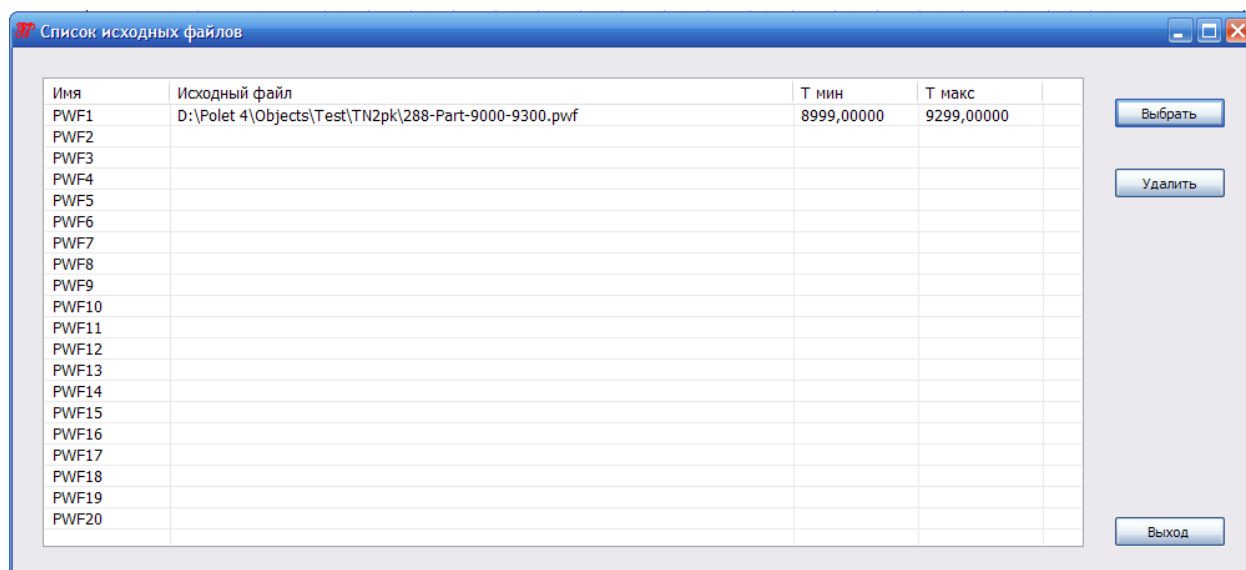 Список исходных файлов
Имя Исходный файл Т мин Т макс
PWF1 D:\Polet 4\Objects\Test\TN2pk\288-Part-9000-9300.pwf 8999,00000 9299,00000
PWF2
PWF3
PWF4
PWF5
PWF6
PWF7
PWF8
PWF9
PWF10
PWF11
PWF12
PWF13
PWF14
PWF15
PWF16
PWF17
PWF18
PWF19
PWF20
Выбрать
Удалить
Выход